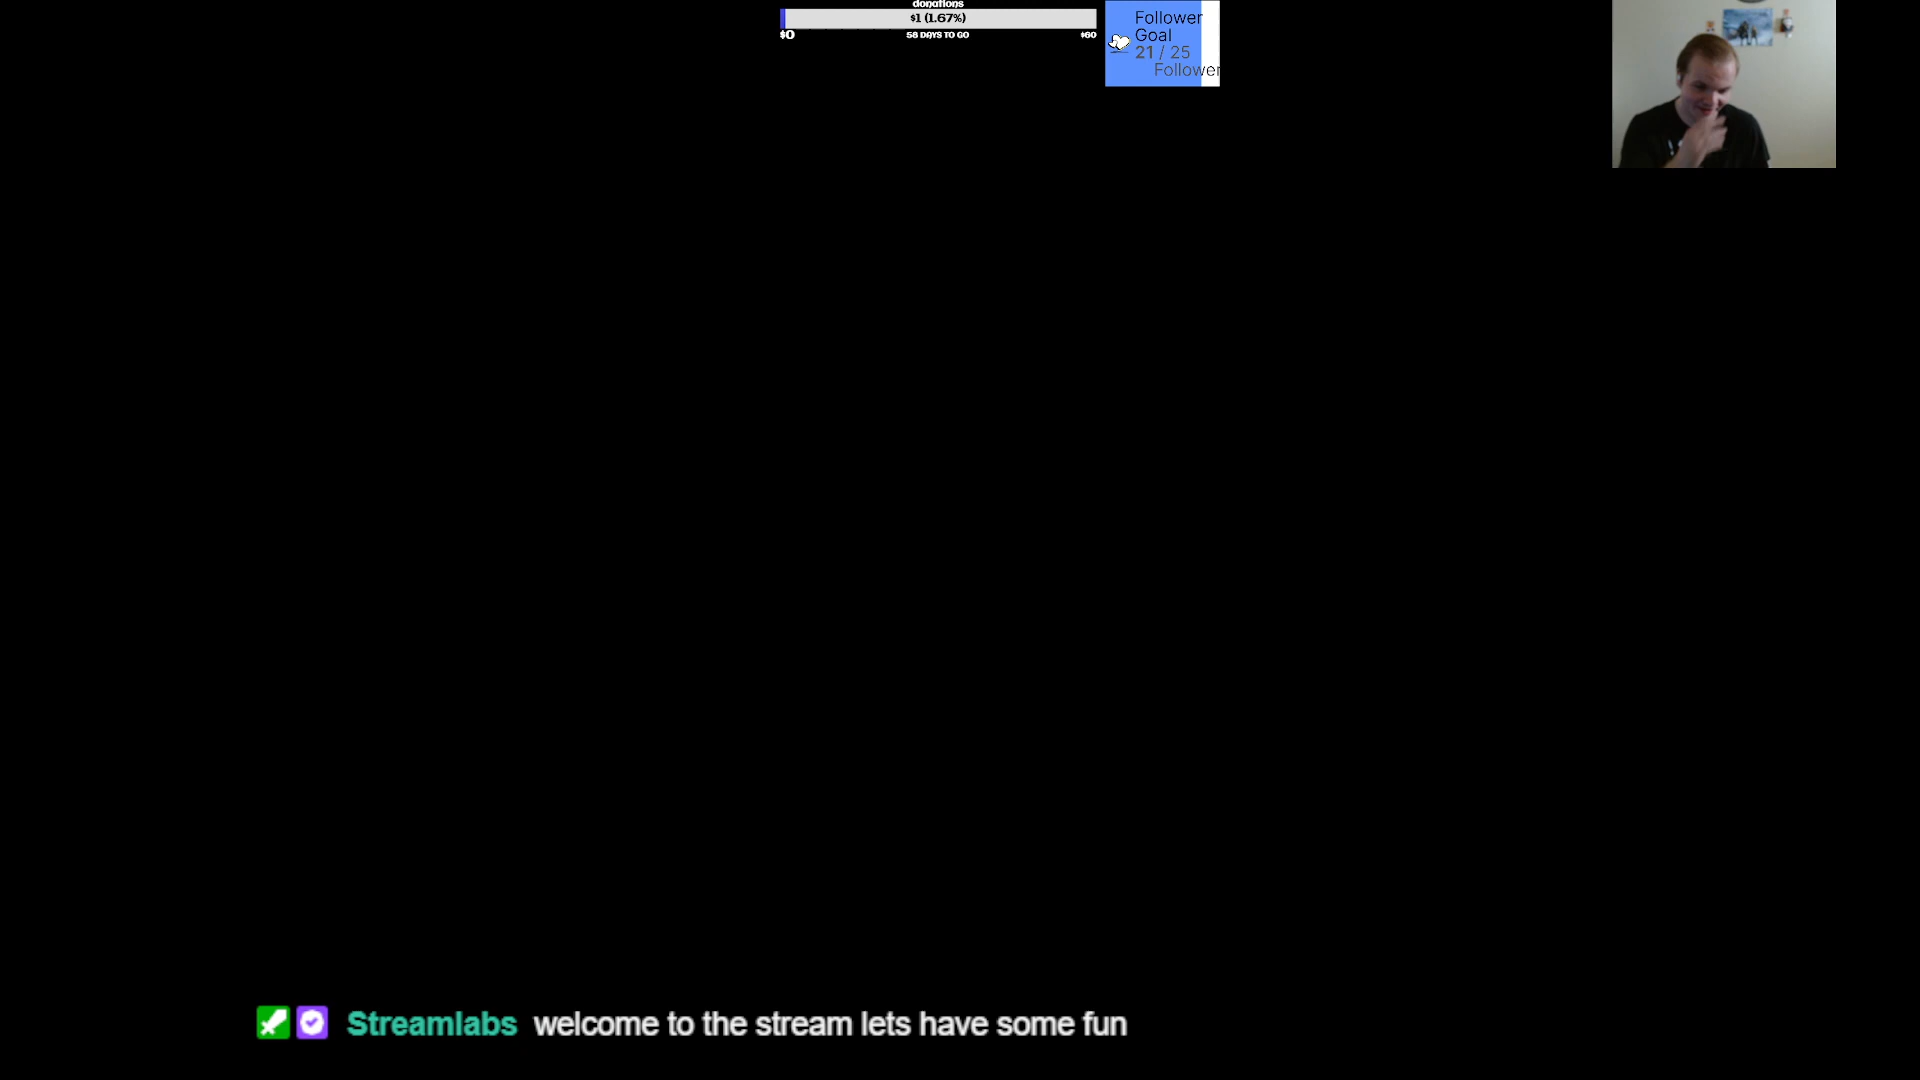 donations
$1 (1.67%)
$0 58 DAYS TO GO $60
Follower
Goal
21 / 25
Follower
Streamlabs welcome to the stream lets have some fun